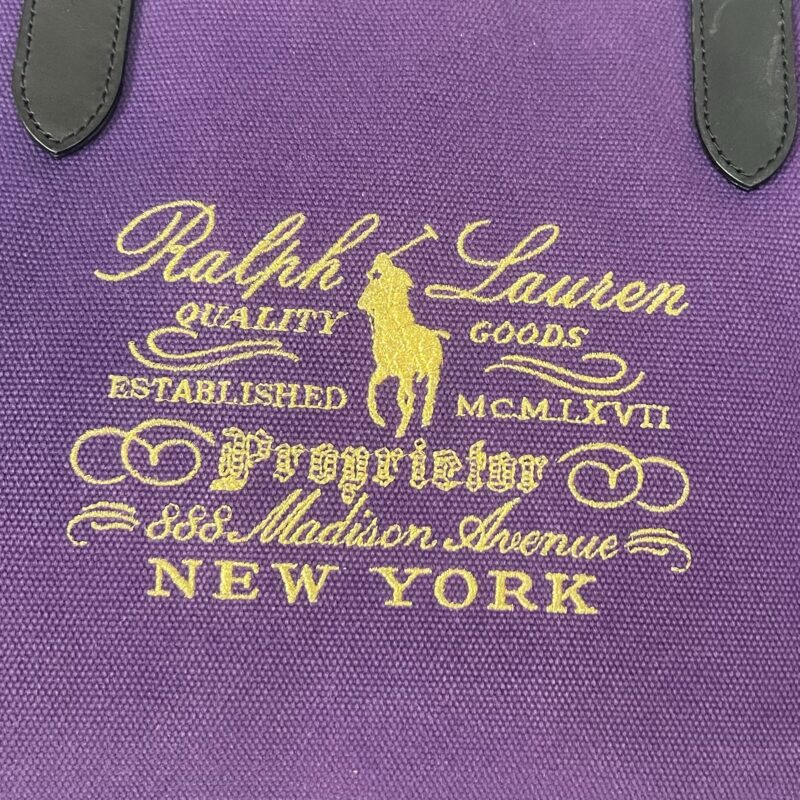 Ralph Lauren
QUALITY GOODS
ESTABLISHED MCMLXVII
Proprietor
888 Madison Avenue
NEW YORK